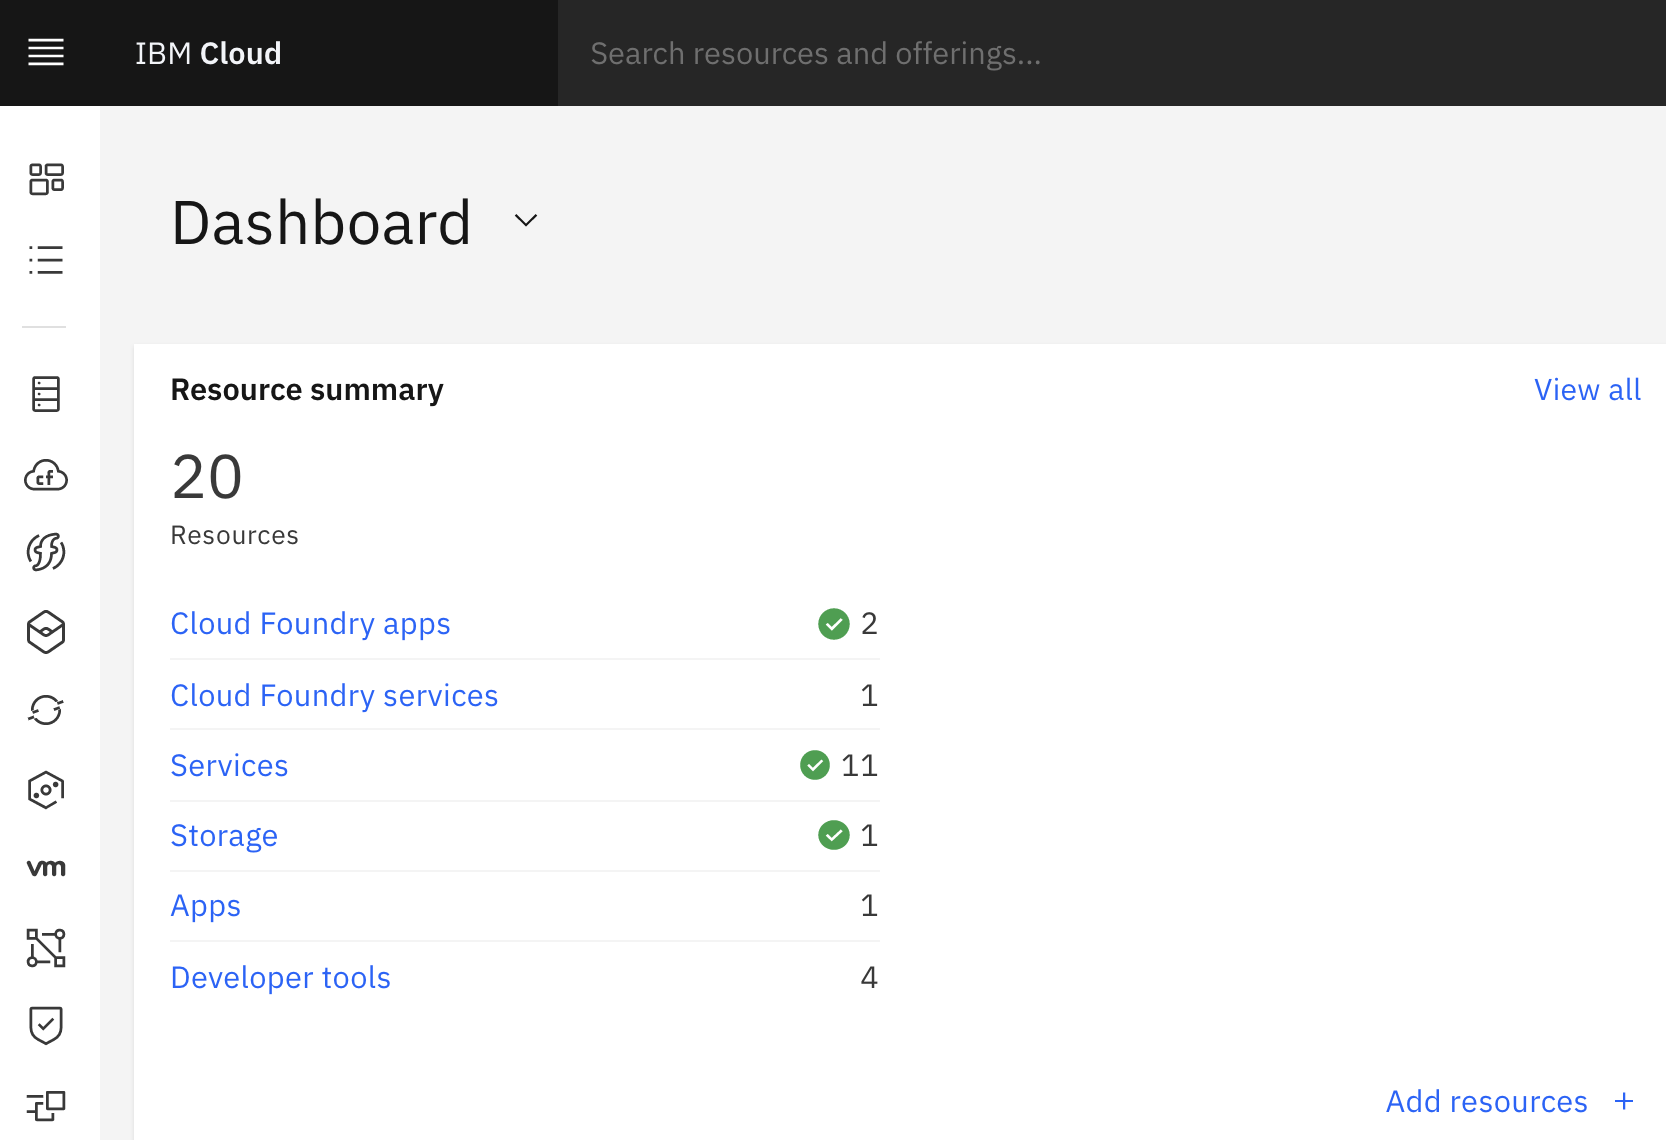 IBM Cloud
Search resources and offerings...
Dashboard
Resource summary
View all
20
Resources
Cloud Foundry apps 2
Cloud Foundry services 1
Services 11
Storage 1
Apps 1
Developer tools 4
Add resources +
cf
vm